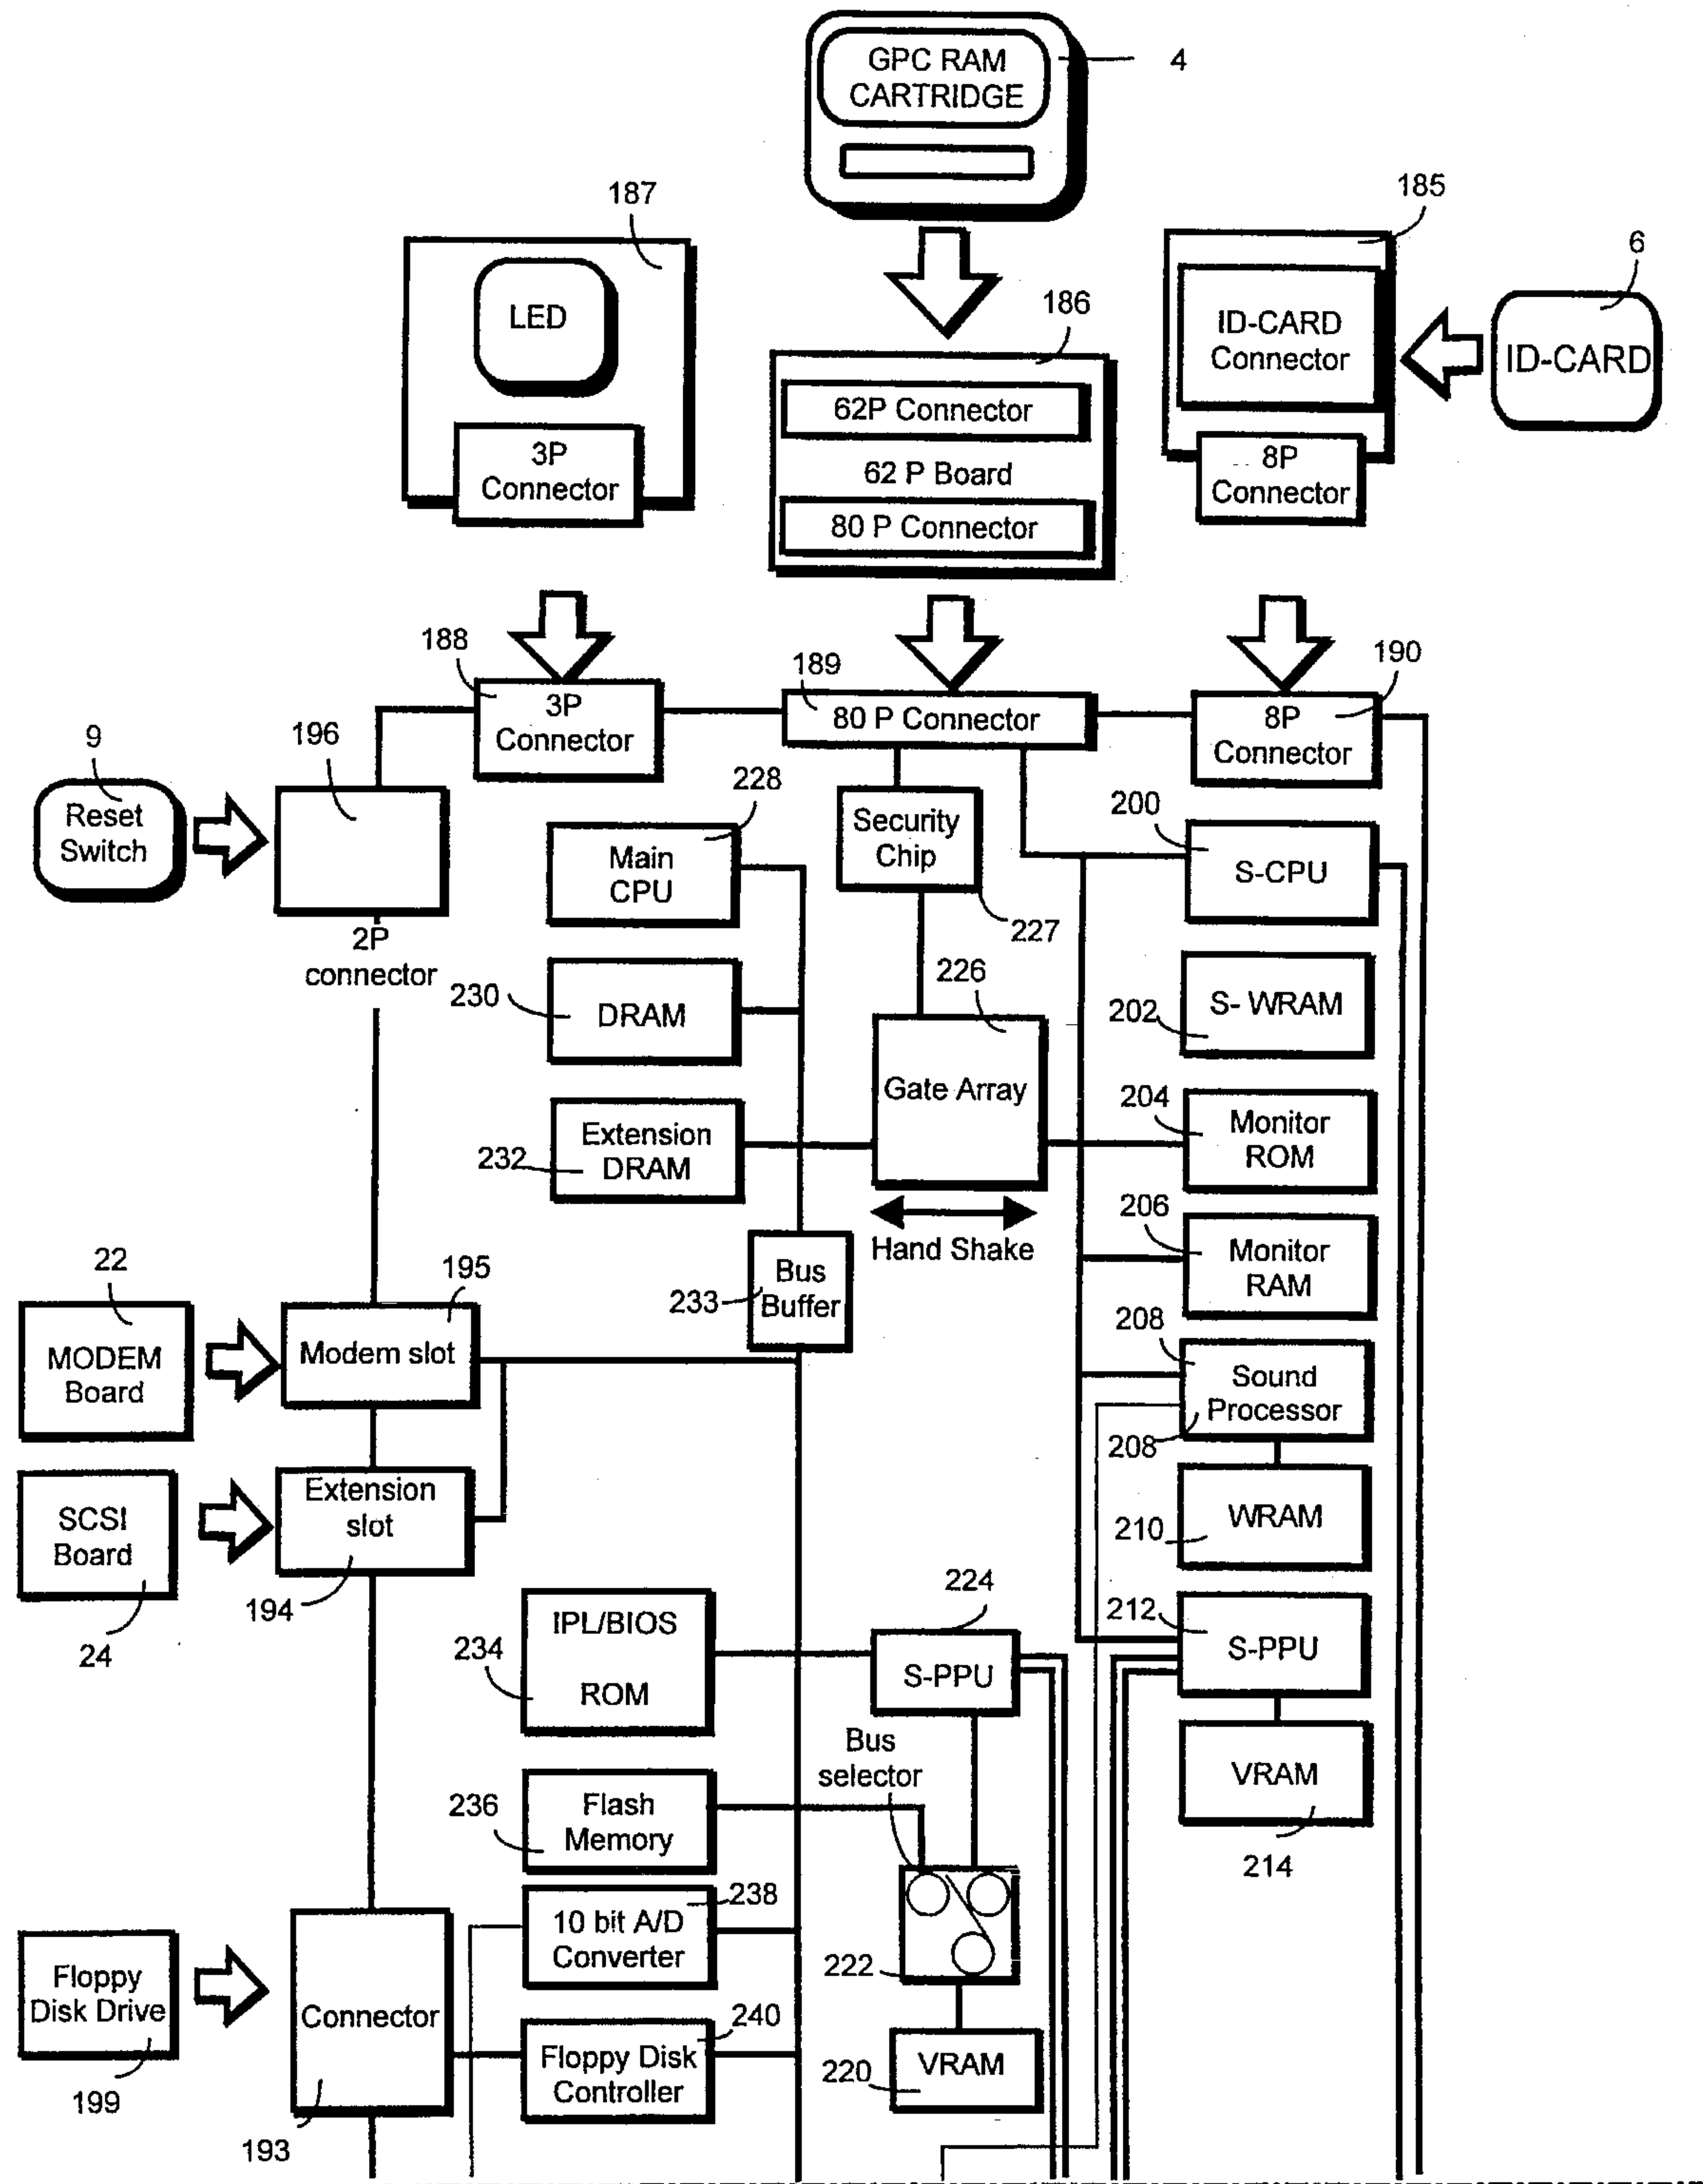 GPC RAM
CARTRIDGE
4
187
LED
3P
Connector
186
62P Connector
62 P Board
80 P Connector
185
ID-CARD
Connector
8P
Connector
6
ID-CARD
188
3P
Connector
189
80 P Connector
190
8P
Connector
9
Reset
Switch
196
2P
connector
228
Main
CPU
Security
Chip
227
200
S-CPU
230
DRAM
226
Gate Array
202
S- WRAM
232
Extension
DRAM
204
Monitor
ROM
Hand Shake
206
Monitor
RAM
233
Bus
Buffer
22
MODEM
Board
195
Modem slot
208
Sound
Processor
208
SCSI
Board
24
Extension
slot
194
210
WRAM
234
IPL/BIOS
ROM
224
S-PPU
212
S-PPU
Bus
selector
VRAM
214
236
Flash
Memory
238
10 bit A/D
Converter
222
Floppy
Disk Drive
199
Connector
193
240
Floppy Disk
Controller
220
VRAM